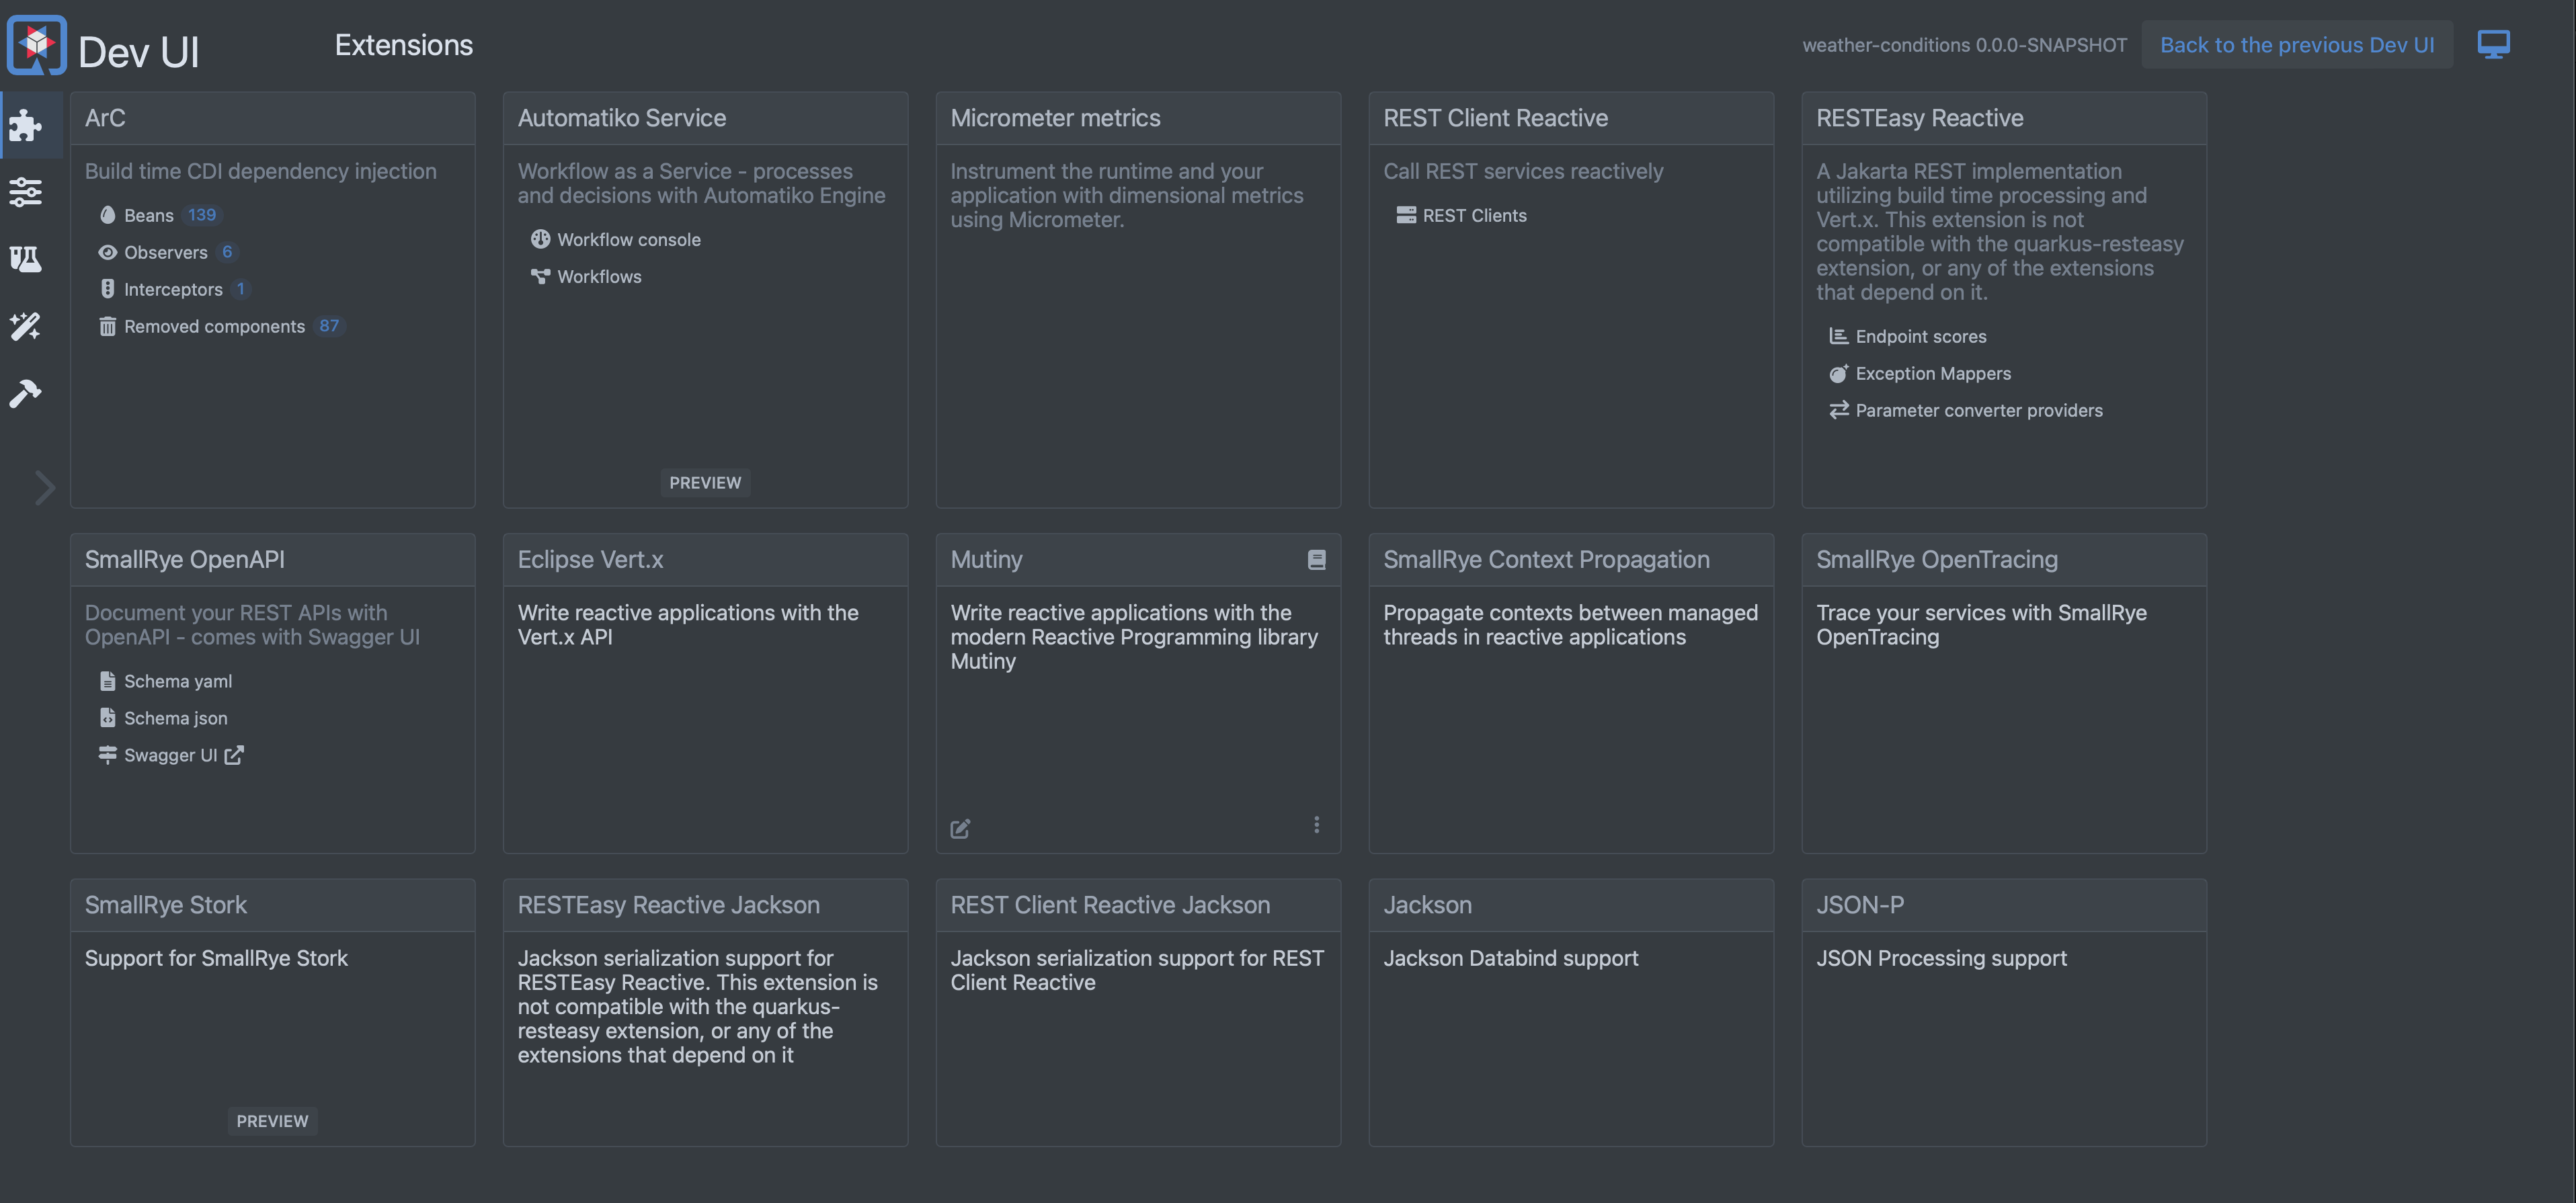 Dev UI
Extensions
weather-conditions 0.0.0-SNAPSHOT
Back to the previous Dev UI
ArC
Build time CDI dependency injection
Beans 139
Observers 6
Interceptors 1
Removed components 87
Automatiko Service
Workflow as a Service - processes
and decisions with Automatiko Engine
Workflow console
Workflows
PREVIEW
Micrometer metrics
Instrument the runtime and your
application with dimensional metrics
using Micrometer.
REST Client Reactive
Call REST services reactively
REST Clients
RESTEasy Reactive
A Jakarta REST implementation
utilizing build time processing and
Vert.x. This extension is not
compatible with the quarkus-resteasy
extension, or any of the extensions
that depend on it.
Endpoint scores
Exception Mappers
Parameter converter providers
SmallRye OpenAPI
Document your REST APIs with
OpenAPI - comes with Swagger UI
Schema yaml
Schema json
Swagger UI
Eclipse Vert.x
Write reactive applications with the
Vert.x API
Mutiny
Write reactive applications with the
modern Reactive Programming library
Mutiny
SmallRye Context Propagation
Propagate contexts between managed
threads in reactive applications
SmallRye OpenTracing
Trace your services with SmallRye
OpenTracing
SmallRye Stork
Support for SmallRye Stork
PREVIEW
RESTEasy Reactive Jackson
Jackson serialization support for
RESTEasy Reactive. This extension is
not compatible with the quarkus-
resteasy extension, or any of the
extensions that depend on it
REST Client Reactive Jackson
Jackson serialization support for REST
Client Reactive
Jackson
Jackson Databind support
JSON-P
JSON Processing support